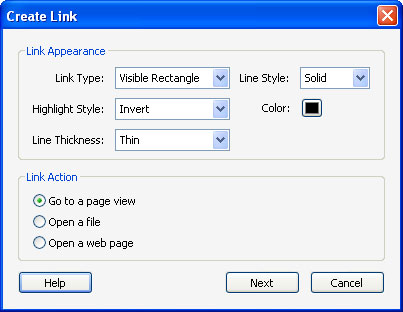 Create Link
Link Appearance
Link Type: Visible Rectangle Line Style: Solid
Highlight Style: Invert Color:
Line Thickness: Thin
Link Action
Go to a page view
Open a file
Open a web page
Help Next Cancel